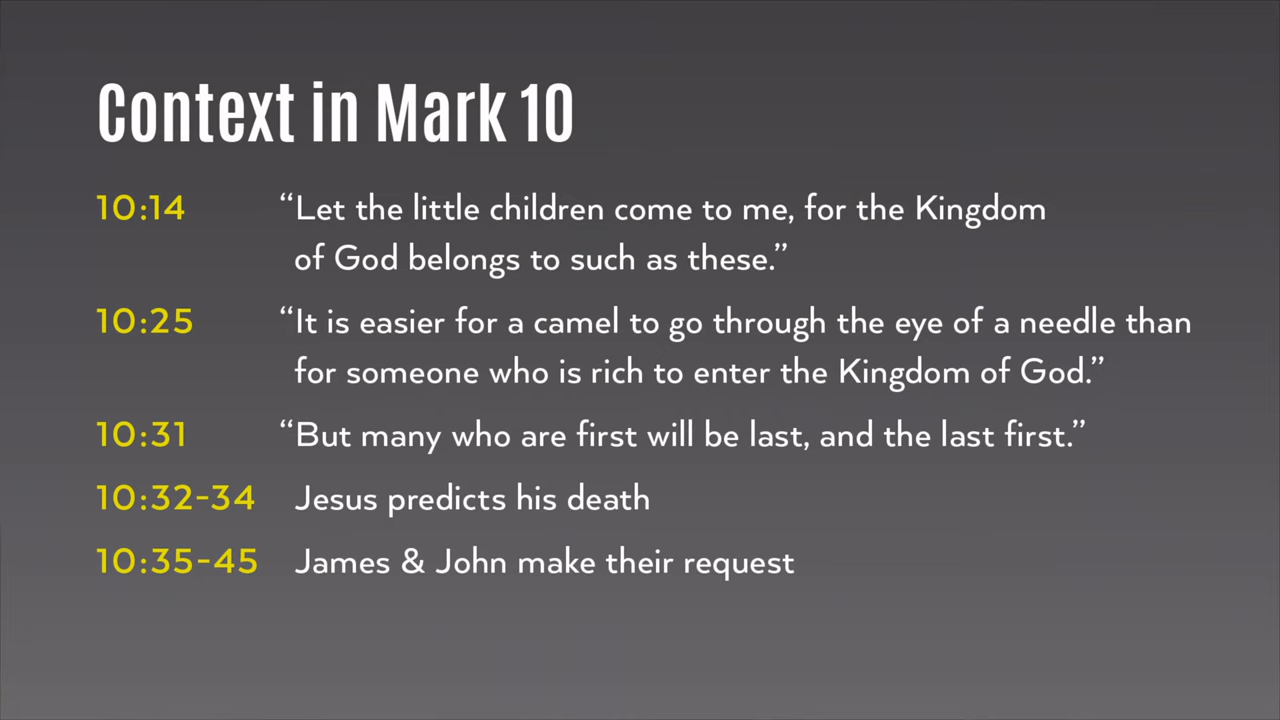 Context in Mark 10
10:14 “Let the little children come to me, for the Kingdom
of God belongs to such as these.”
10:25 “It is easier for a camel to go through the eye of a needle than
for someone who is rich to enter the Kingdom of God.”
10:31 “But many who are first will be last, and the last first.”
10:32-34 Jesus predicts his death
10:35-45 James & John make their request